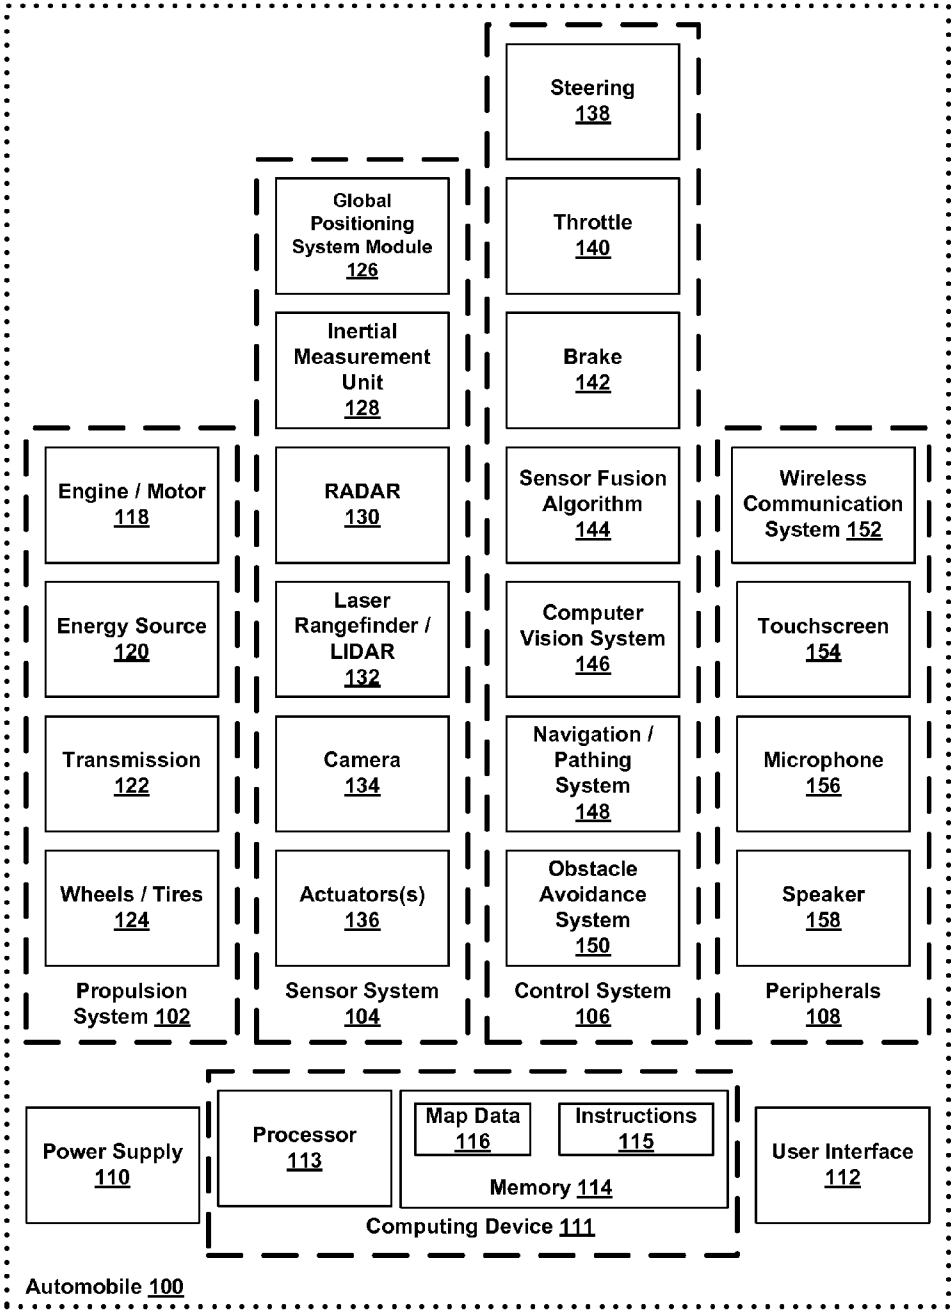 Engine / Motor
118
Energy Source
120
Transmission
122
Wheels / Tires
124
Propulsion
System 102
Global
Positioning
System Module
126
Inertial
Measurement
Unit
128
RADAR
130
Laser
Rangefinder /
LIDAR
132
Camera
134
Actuators(s)
136
Sensor System
104
Steering
138
Throttle
140
Brake
142
Sensor Fusion
Algorithm
144
Computer
Vision System
146
Navigation /
Pathing
System
148
Obstacle
Avoidance
System
150
Control System
106
Wireless
Communication
System 152
Touchscreen
154
Microphone
156
Speaker
158
Peripherals
108
Power Supply
110
Processor
113
Map Data
116
Instructions
115
Memory 114
Computing Device 111
User Interface
112
Automobile 100